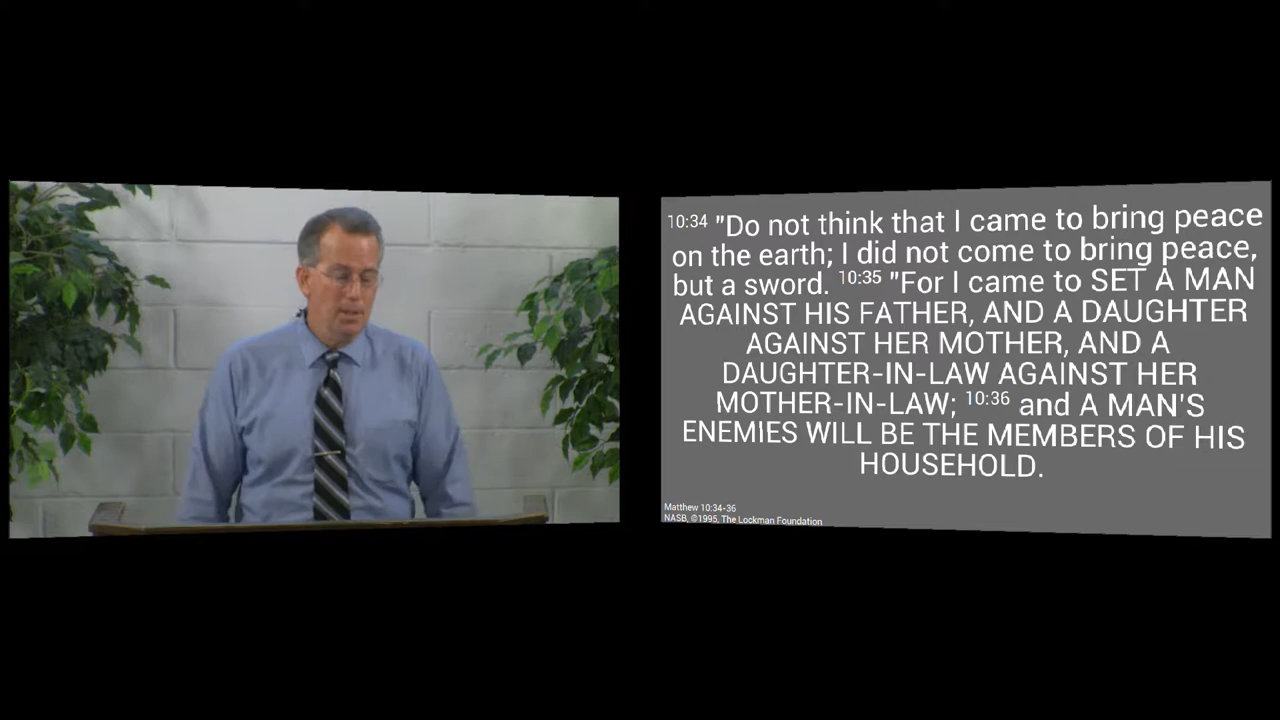 10:34 "Do not think that I came to bring peace
on the earth; I did not come to bring peace,
but a sword. 10:35 "For I came to SET A MAN
AGAINST HIS FATHER, AND A DAUGHTER
AGAINST HER MOTHER, AND A
DAUGHTER-IN-LAW AGAINST HER
MOTHER-IN-LAW; 10:36 and A MAN'S
ENEMIES WILL BE THE MEMBERS OF HIS
HOUSEHOLD.
Matthew 10:34-36
NASB, ©1995, The Lockman Foundation